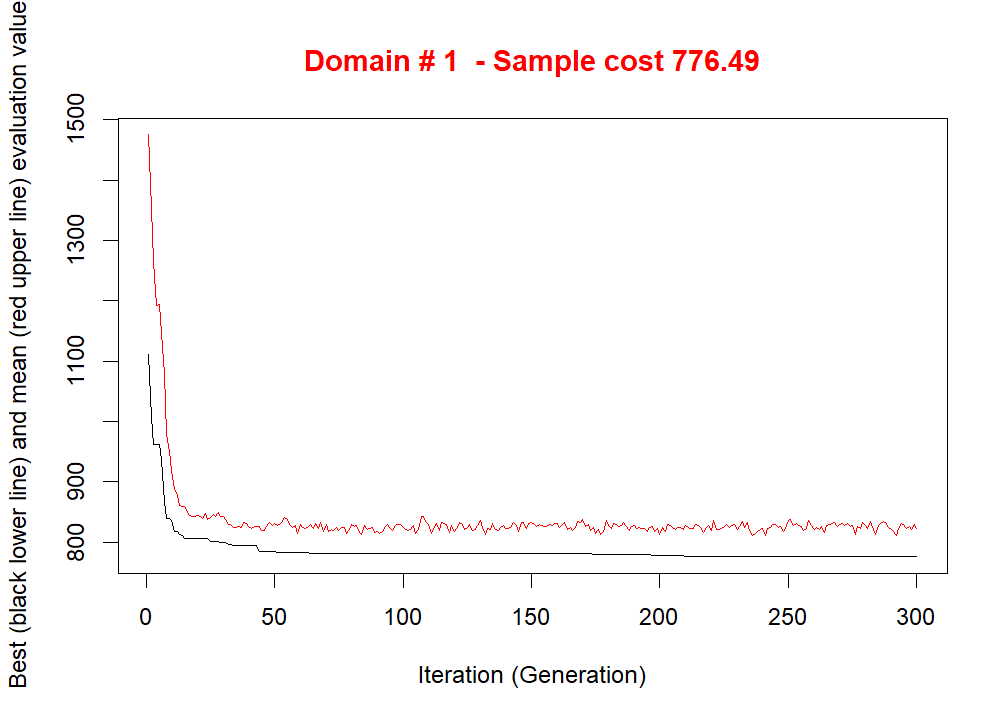 Domain # 1  - Sample cost 776.49
Best (black lower line) and mean (red upper line) evaluation value
1500
1300
1100
900
800
0 50 100 150 200 250 300
Iteration (Generation)